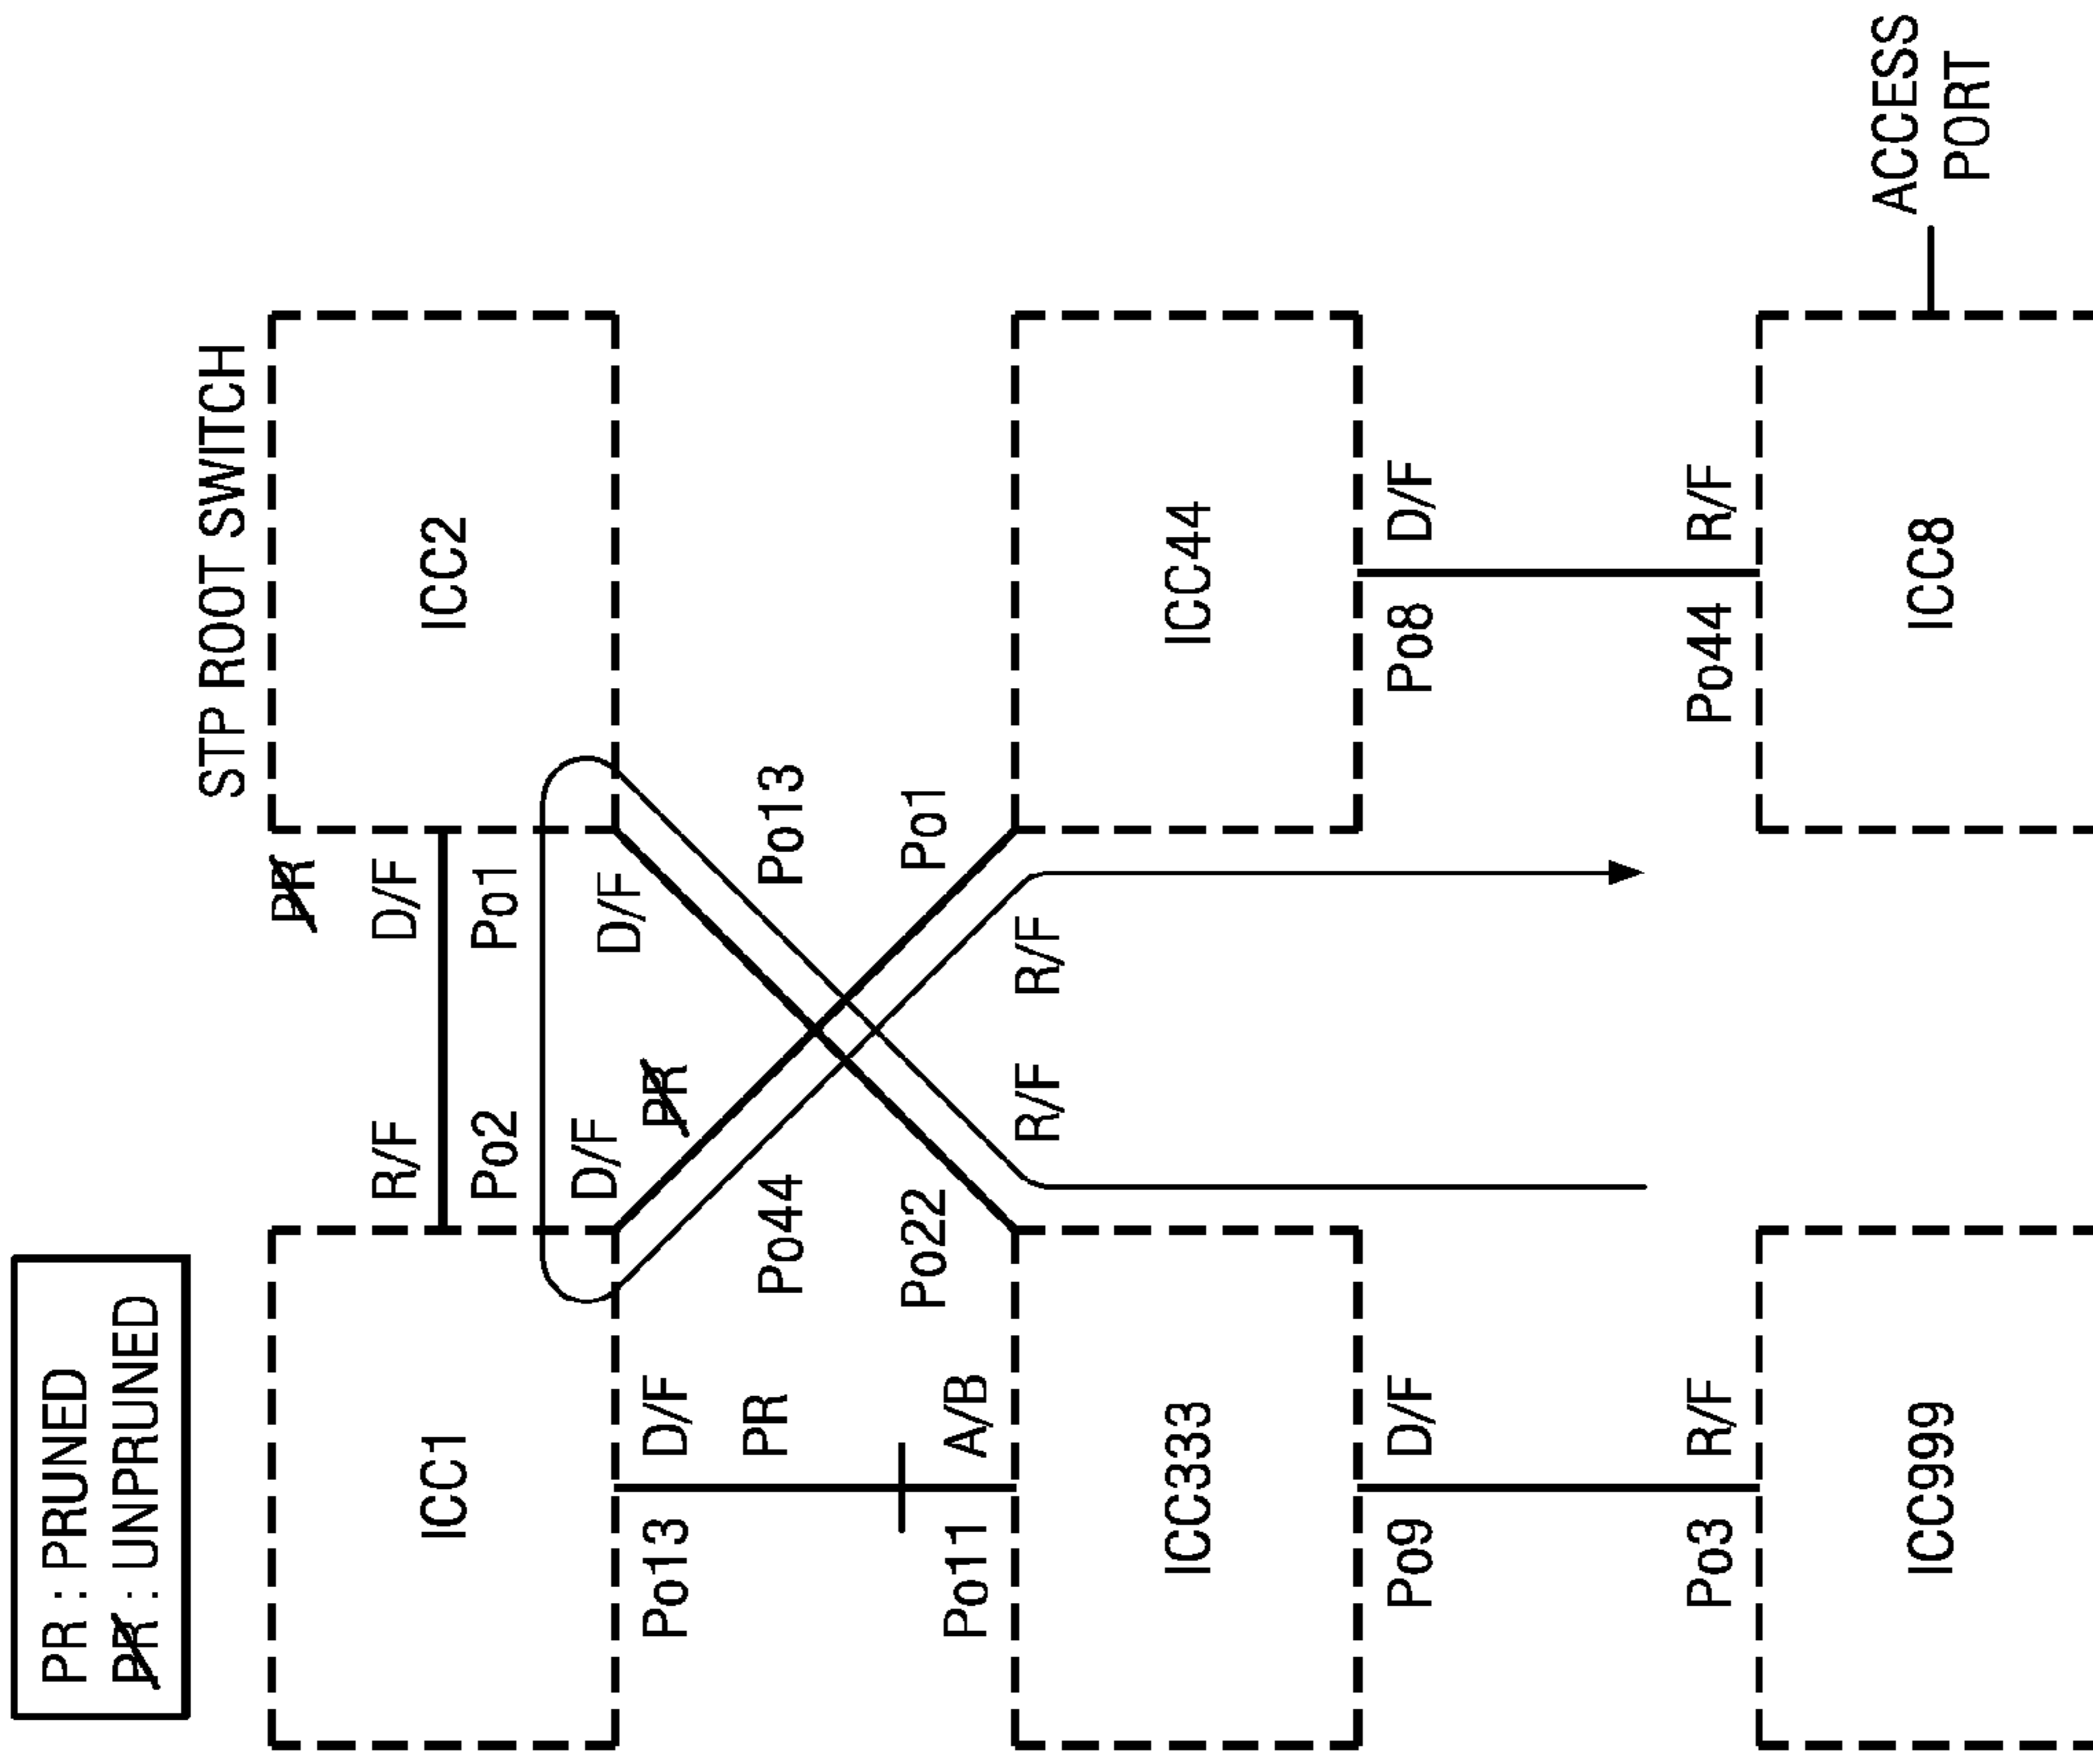 PR : PRUNED
PR : UNPRUNED
STP ROOT SWITCH
PR
R/F
D/F
ICC1
ICC2
Po2
Po1
D/F
D/F
Po13
D/F
PR
PR
Po44
Po13
Po22
Po1
Po11
A/B
R/F
R/F
ICC333
ICC44
Po9
D/F
Po8
D/F
Po3
R/F
Po44
R/F
ICC999
ICC8
ACCESS
PORT